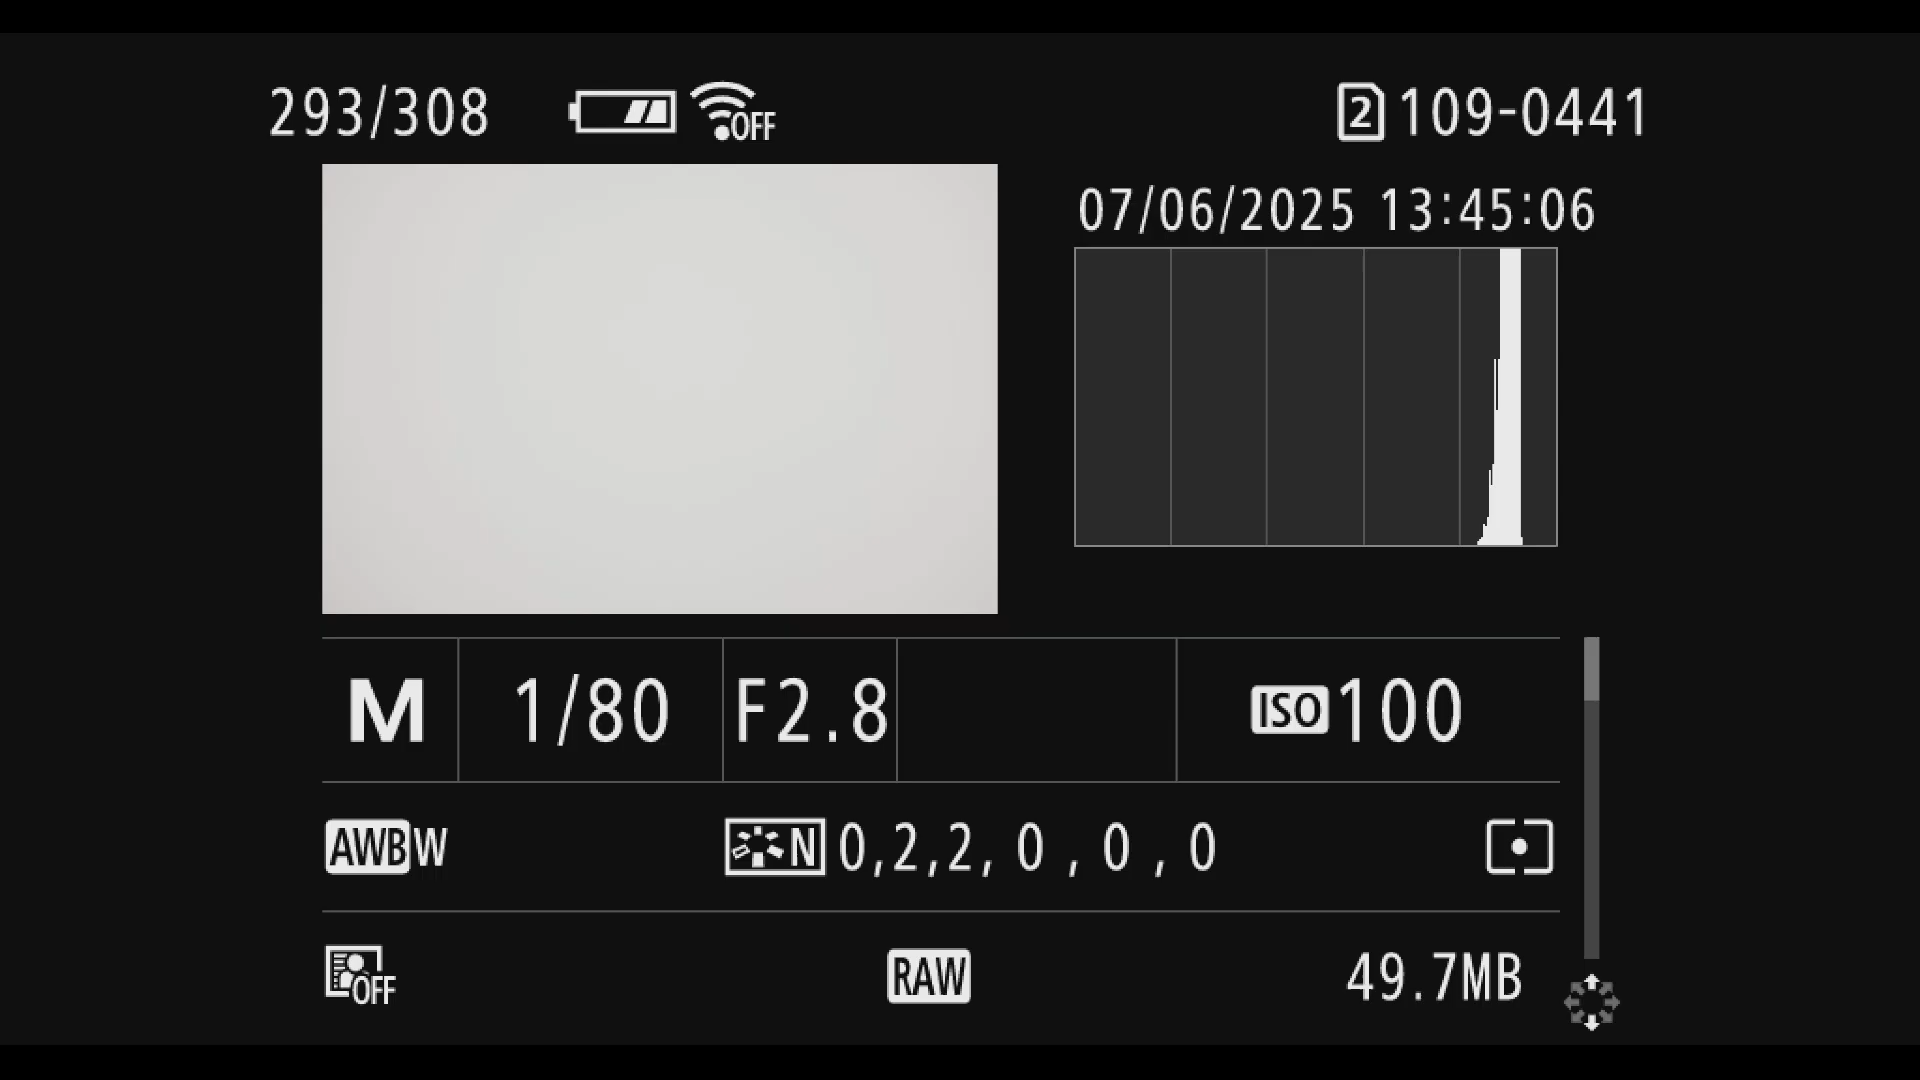 293/308 OFF 2 109-0441
07/06/2025 13:45:06
M 1/80 F2.8 ISO 100
AWB W N 0,2,2,0,0,0
OFF RAW 49.7MB